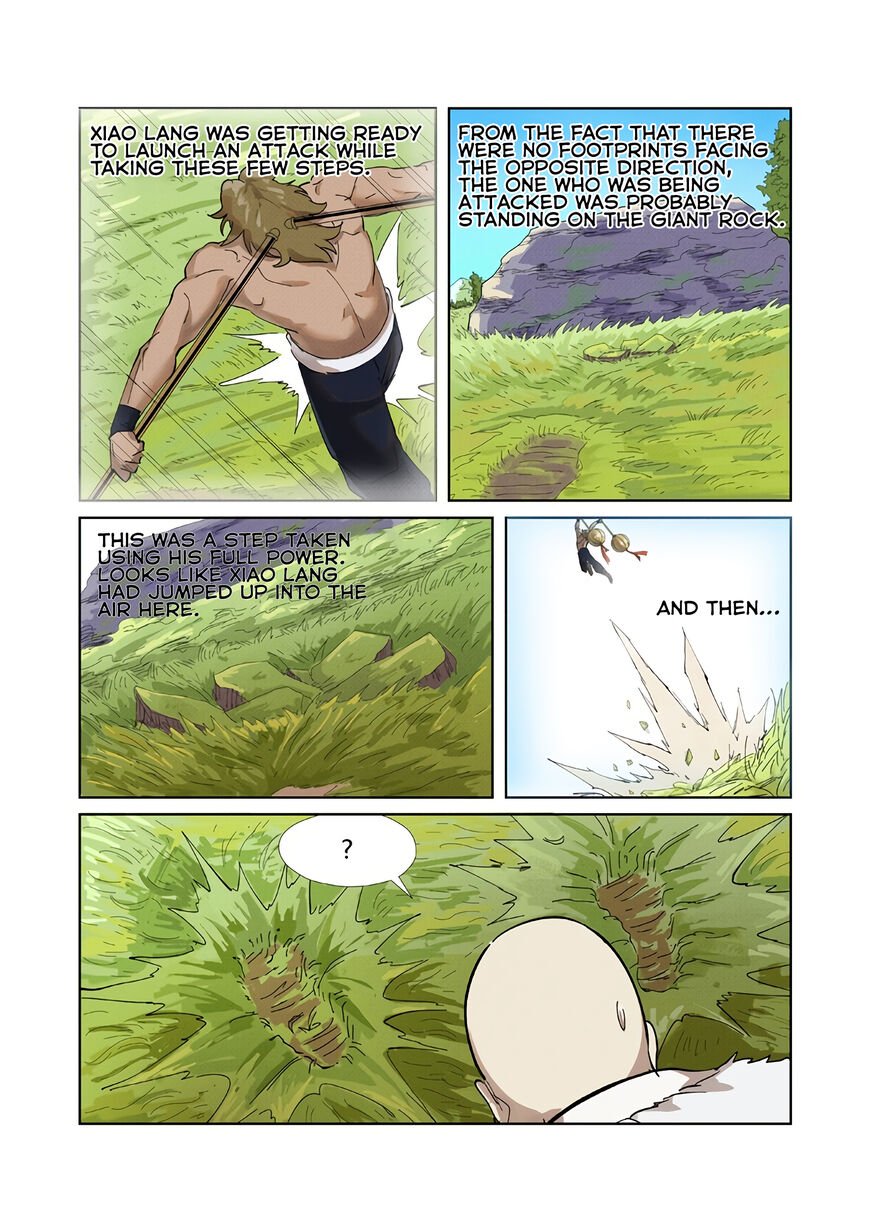 XIAO LANG WAS GETTING READY
TO LAUNCH AN ATTACK WHILE
TAKING THESE FEW STEPS.
FROM THE FACT THAT THERE
WERE NO FOOTPRINTS FACING
THE OPPOSITE DIRECTION,
THE ONE WHO WAS BEING
ATTACKED WAS PROBABLY
STANDING ON THE GIANT ROCK.
THIS WAS A STEP TAKEN
USING HIS FULL POWER.
LOOKS LIKE XIAO LANG
HAD JUMPED UP INTO THE
AIR HERE.
AND THEN...
?